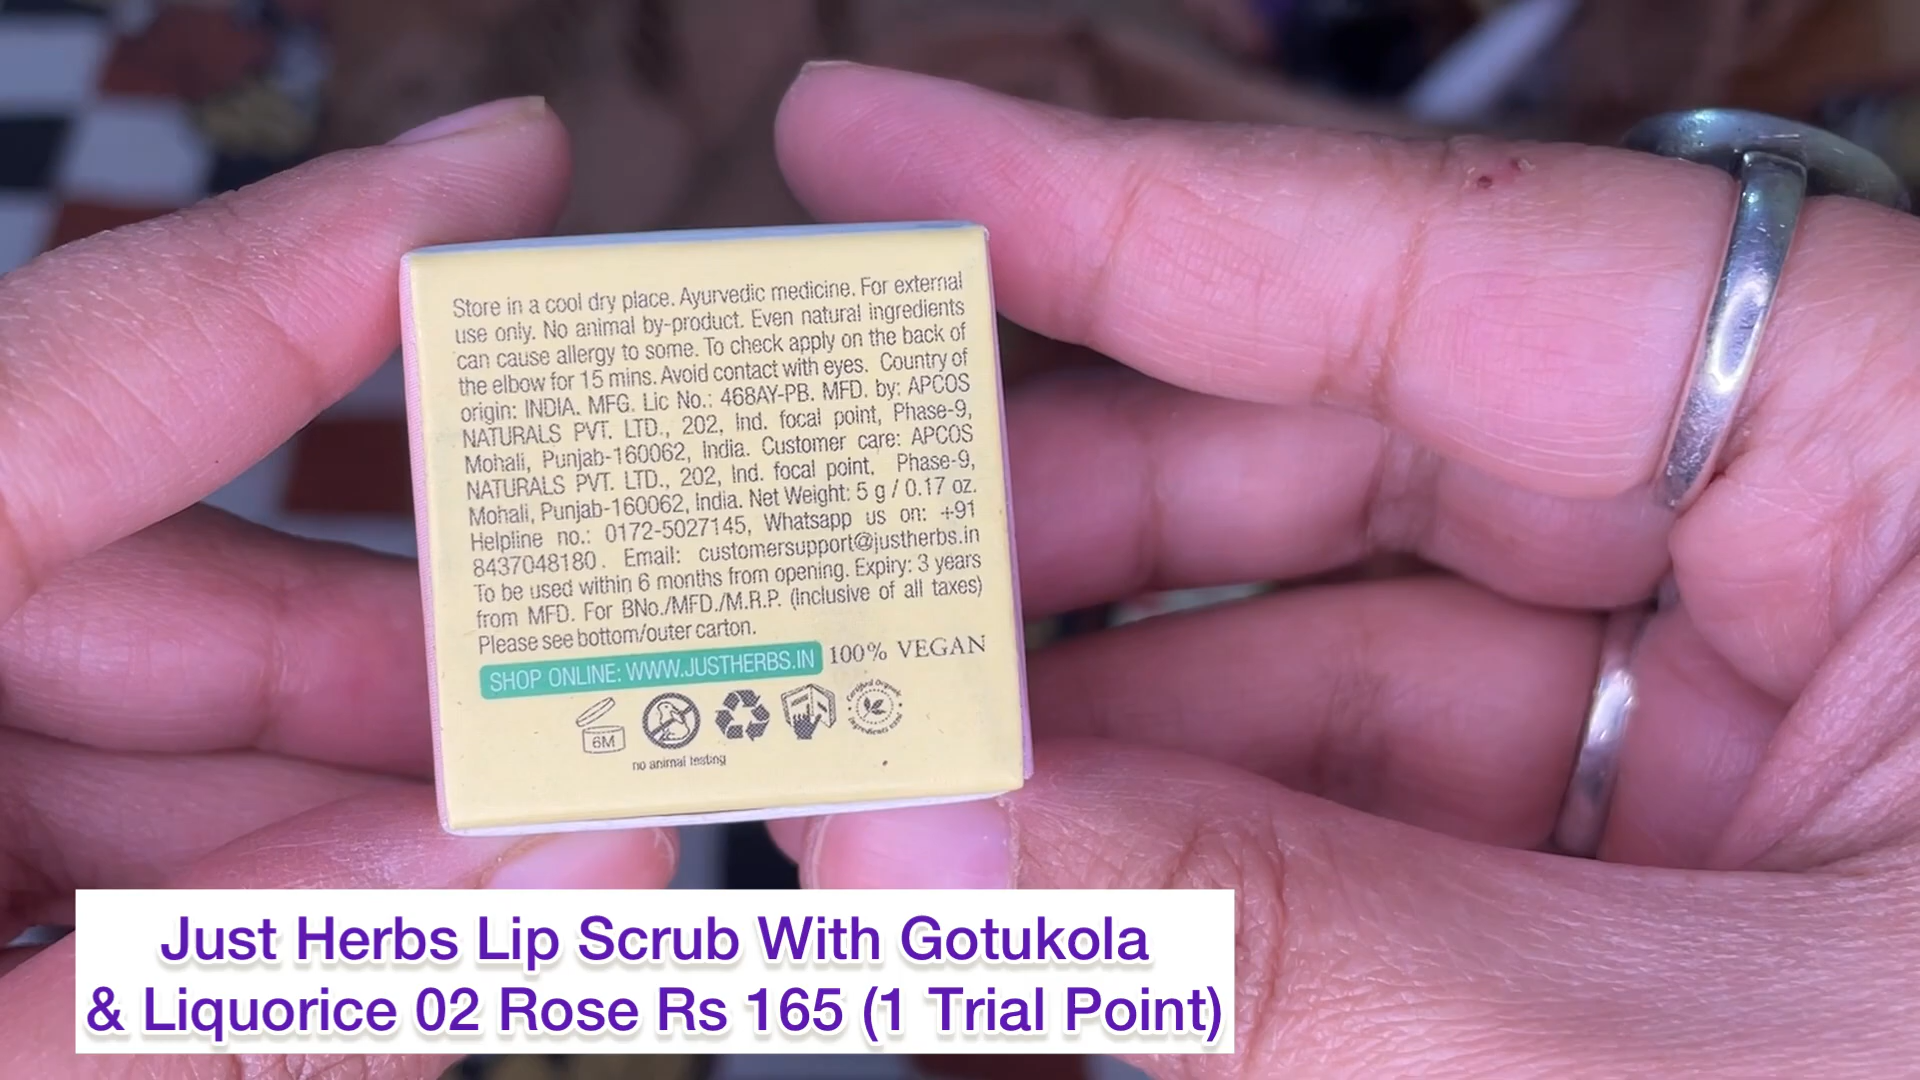 Store in a cool dry place. Ayurvedic medicine. For external
use only. No animal by-product. Even natural ingredients
can cause allergy to some. To check apply on the back of
the elbow for 15 mins. Avoid contact with eyes. Country of
origin: INDIA. MFG. Lic No.: 468AY-PB. MFD. by: APCOS
NATURALS PVT. LTD., 202, Ind. focal point, Phase-9,
Mohali, Punjab-160062, India. Customer care: APCOS
NATURALS PVT. LTD., 202, Ind. focal point, Phase-9,
Mohali, Punjab-160062, India. Net Weight: 5 g / 0.17 oz.
Helpline no.: 0172-5027145, Whatsapp us on: +91
8437048180. Email: customersupport@justherbs.in
To be used within 6 months from opening. Expiry: 3 years
from MFD. For BNo./MFD./M.R.P. (Inclusive of all taxes)
Please see bottom/outer carton.
SHOP ONLINE: WWW.JUSTHERBS.IN 100% VEGAN
6M
Certified Organic
Ingredients used
no animal testing
Just Herbs Lip Scrub With Gotukola
& Liquorice 02 Rose Rs 165 (1 Trial Point)